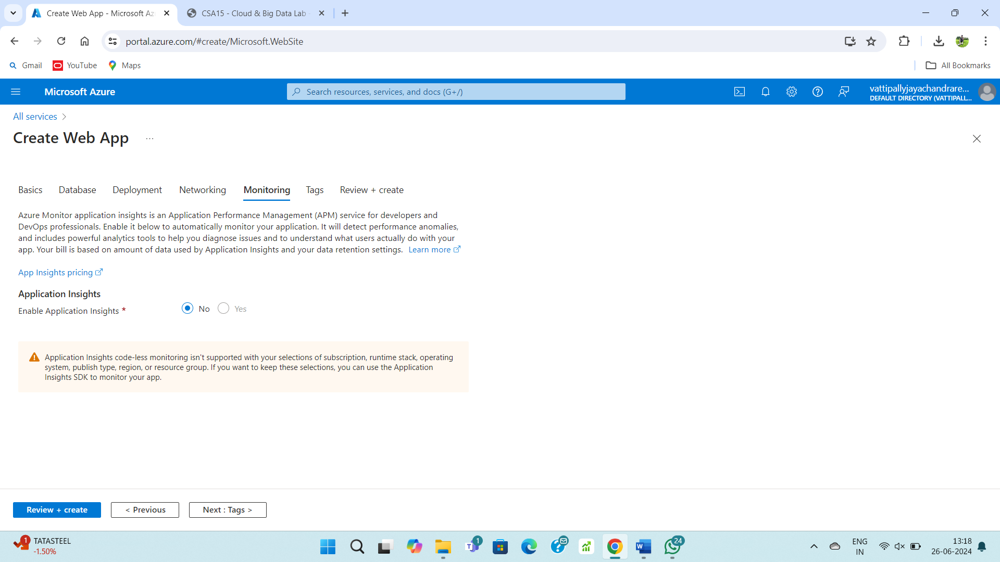 Create Web App - Microsoft Az
CSA15 - Cloud & Big Data Lab -
portal.azure.com/#create/Microsoft.WebSite
Gmail
YouTube
Maps
All Bookmarks
Microsoft Azure
Search resources, services, and docs (G+/)
vattipallyjayachandrare...
DEFAULT DIRECTORY (VATTIPALL...
All services
Create Web App
...
Basics
Database
Deployment
Networking
Monitoring
Tags
Review + create
Azure Monitor application insights is an Application Performance Management (APM) service for developers and
DevOps professionals. Enable it below to automatically monitor your application. It will detect performance anomalies,
and includes powerful analytics tools to help you diagnose issues and to understand what users actually do with your
app. Your bill is based on amount of data used by Application Insights and your data retention settings. Learn more
App Insights pricing
Application Insights
Enable Application Insights *
No
Yes
Application Insights code-less monitoring isn't supported with your selections of subscription, runtime stack, operating
system, publish type, region, or resource group. If you want to keep these selections, you can use the Application
Insights SDK to monitor your app.
Review + create
< Previous
Next : Tags >
1
TATASTEEL
-1.50%
1
24
ENG
IN
13:18
26-06-2024